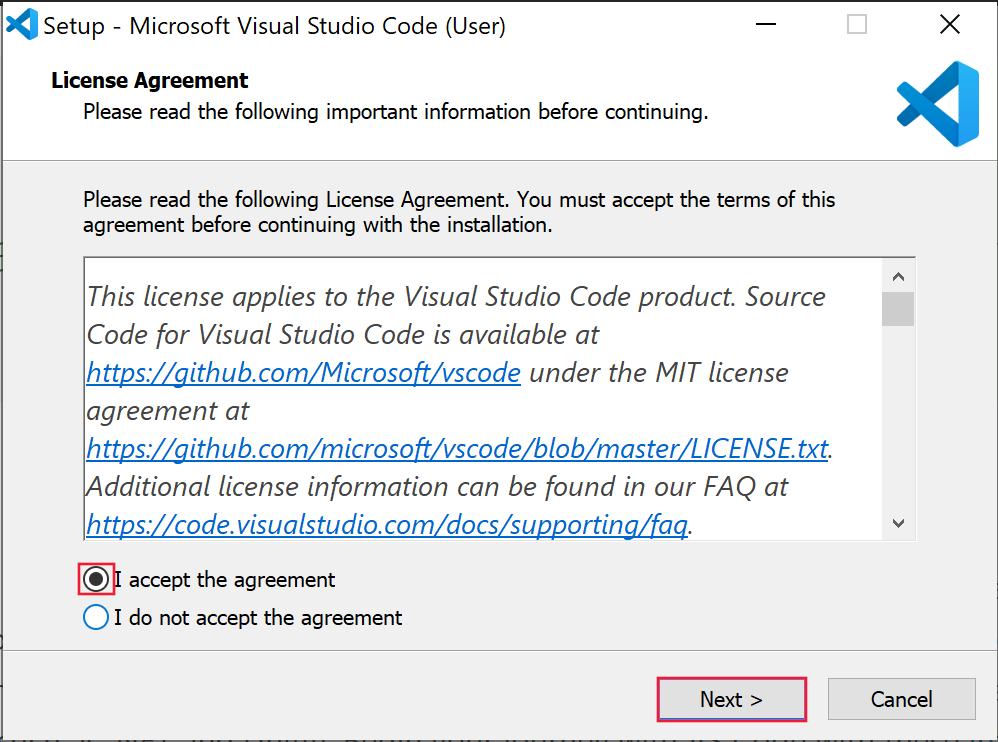 Setup - Microsoft Visual Studio Code (User)
License Agreement
Please read the following important information before continuing.
Please read the following License Agreement. You must accept the terms of this
agreement before continuing with the installation.
This license applies to the Visual Studio Code product. Source
Code for Visual Studio Code is available at
https://github.com/Microsoft/vscode under the MIT license
agreement at
https://github.com/microsoft/vscode/blob/master/LICENSE.txt.
Additional license information can be found in our FAQ at
https://code.visualstudio.com/docs/supporting/faq.
I accept the agreement
I do not accept the agreement
Next >
Cancel